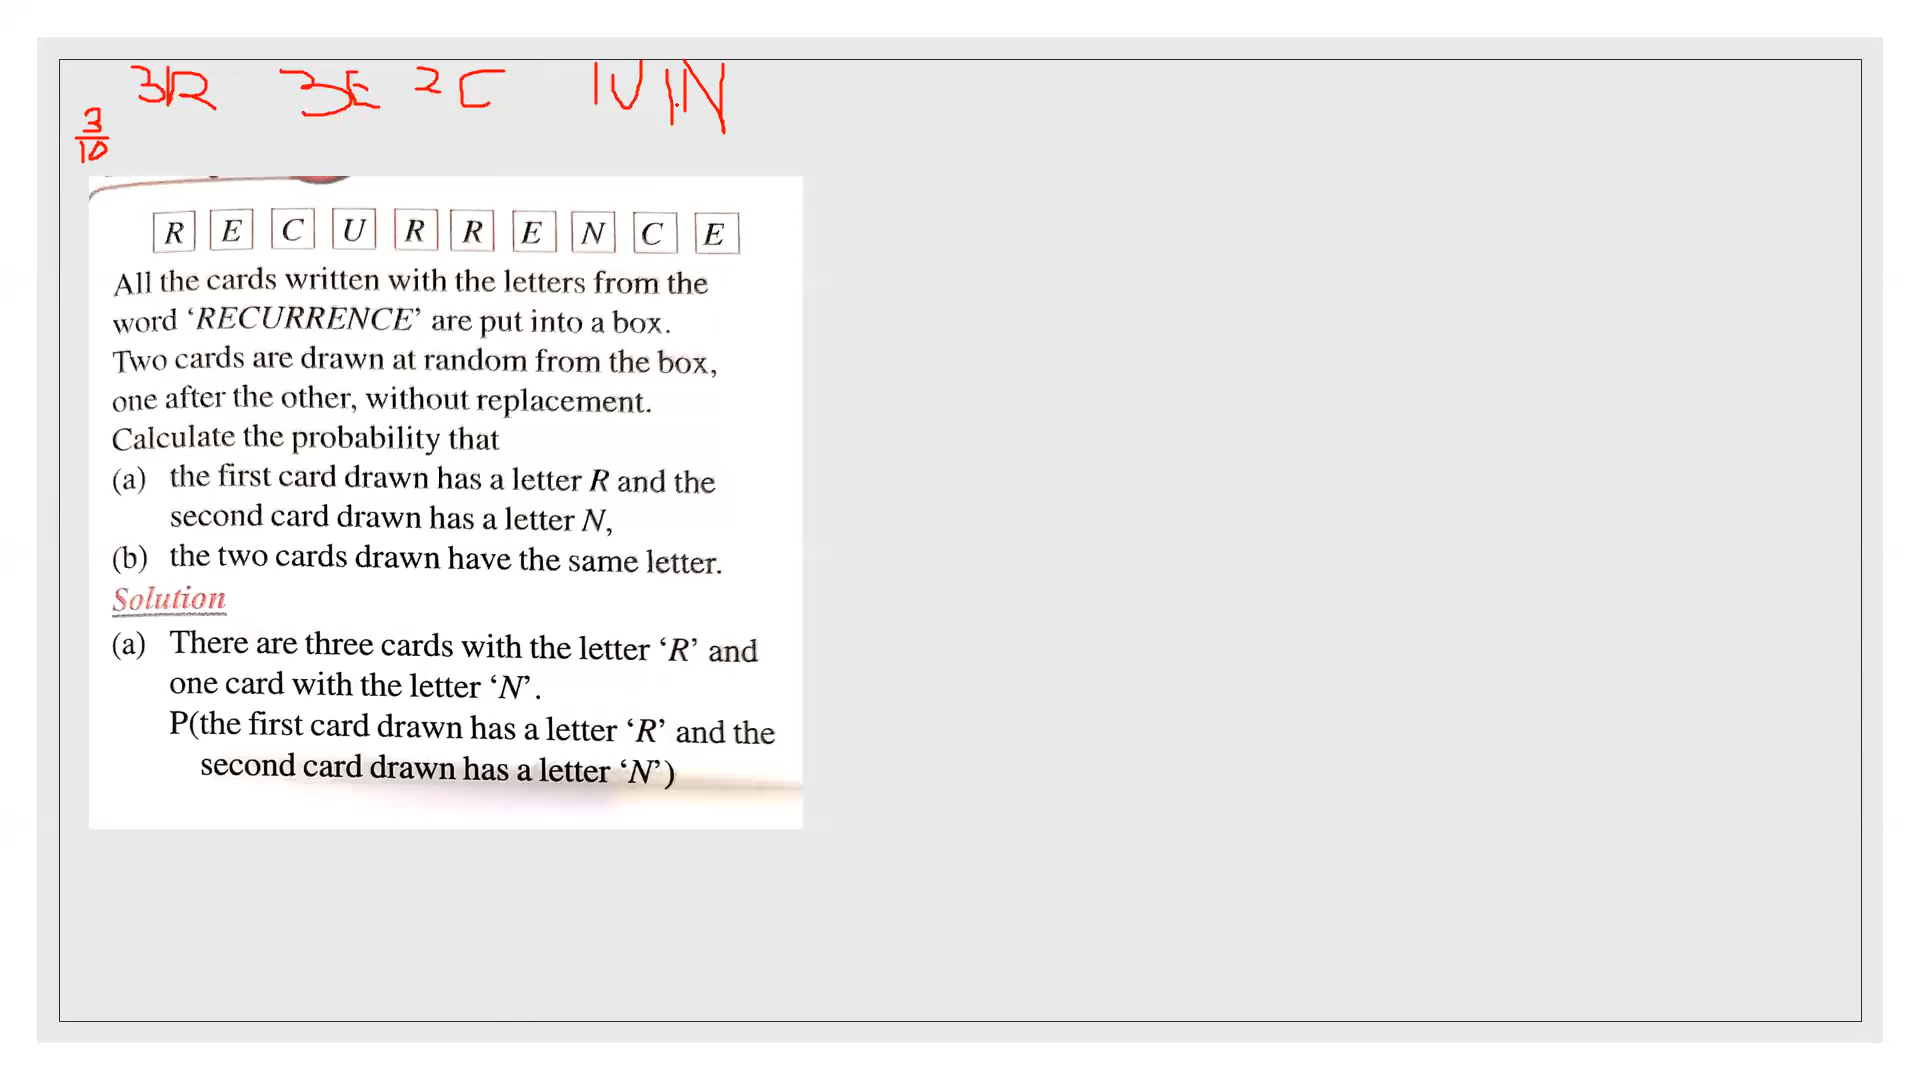 3R 3E 2C 1U 1N
3/10
R E C U R R E N C E
All the cards written with the letters from the
word ‘RECURRENCE’ are put into a box.
Two cards are drawn at random from the box,
one after the other, without replacement.
Calculate the probability that
(a) the first card drawn has a letter R and the
second card drawn has a letter N,
(b) the two cards drawn have the same letter.
Solution
(a) There are three cards with the letter ‘R’ and
one card with the letter ‘N’.
P(the first card drawn has a letter ‘R’ and the
second card drawn has a letter ‘N’)